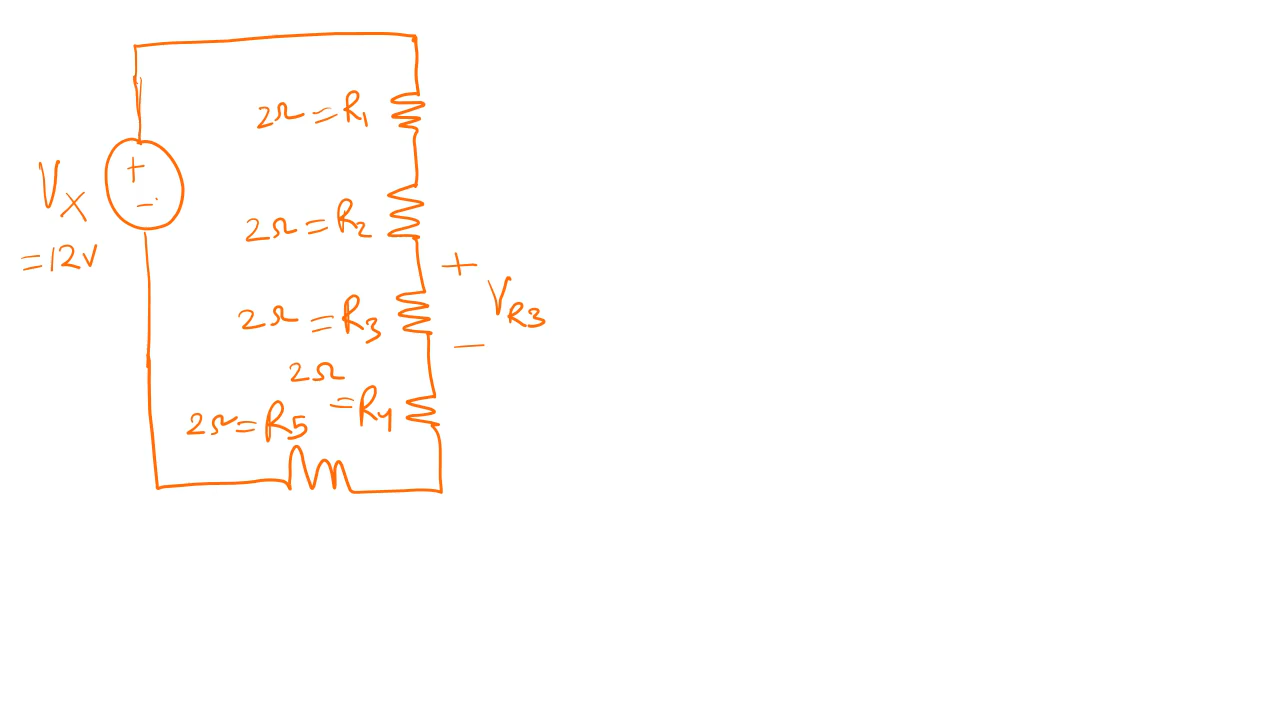 2Ω = R1
+
-
Vx
= 12V
2Ω = R2
+
VR3
-
2Ω = R3
2Ω
= R4
2Ω = R5